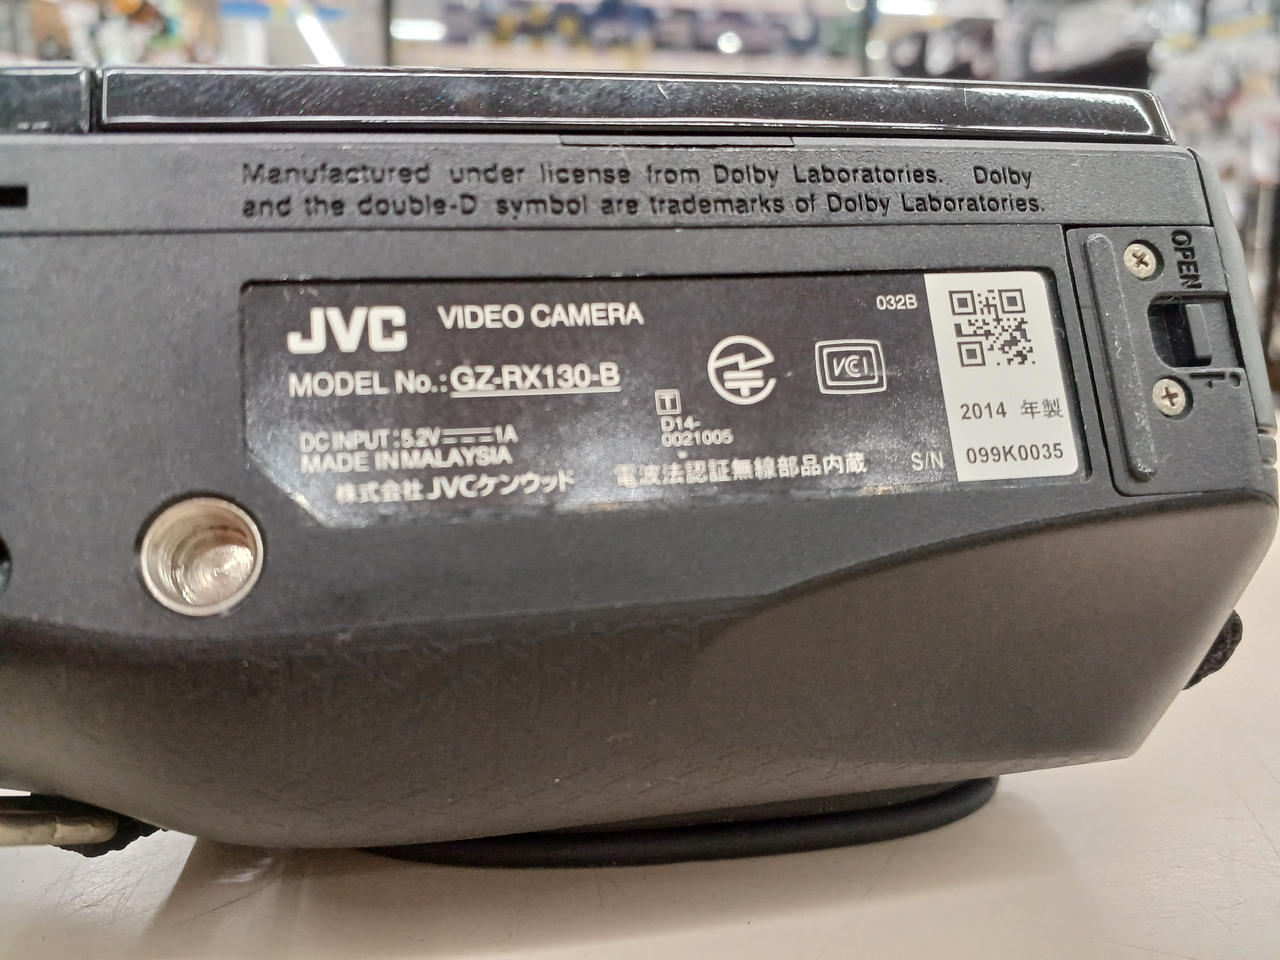 Manufactured under license from Dolby Laboratories. Dolby
and the double-D symbol are trademarks of Dolby Laboratories.
OPEN
JVC VIDEO CAMERA
032B
MODEL No.: GZ-RX130-B
VCCI
T
D14-
0021005
DC INPUT : 5.2V 1A
MADE IN MALAYSIA
株式会社JVCケンウッド
電波法認証無線部品内蔵
2014 年製
S/N 099K0035